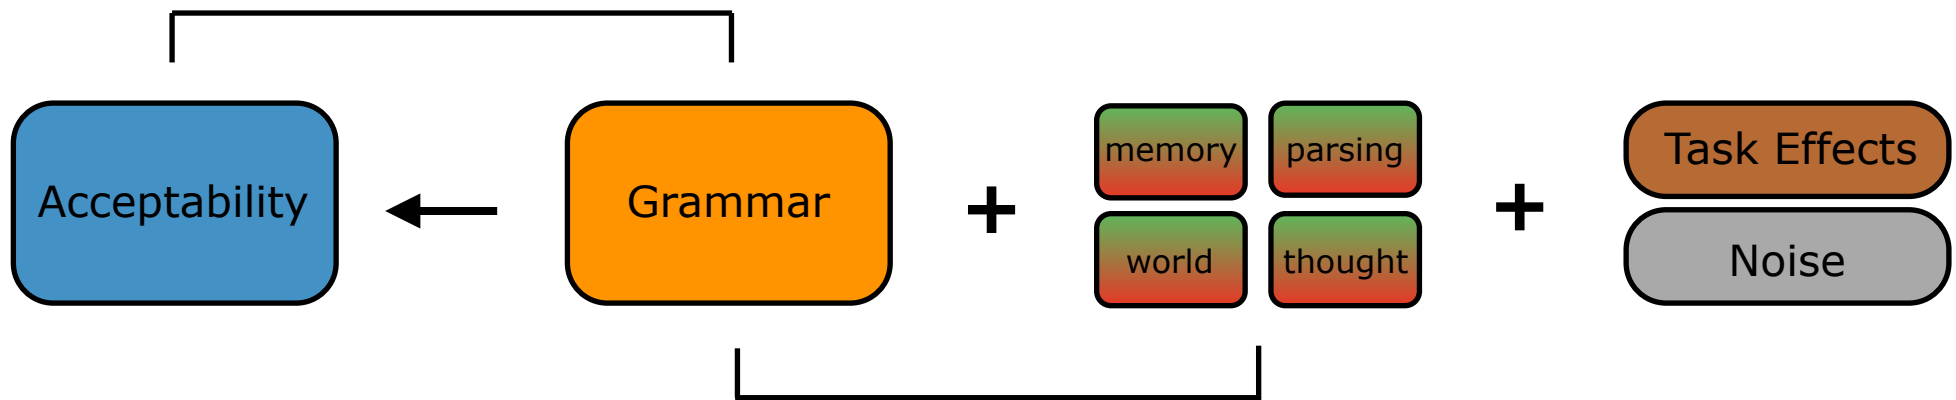 Acceptability
Grammar
+
memory
parsing
world
thought
+
Task Effects
Noise